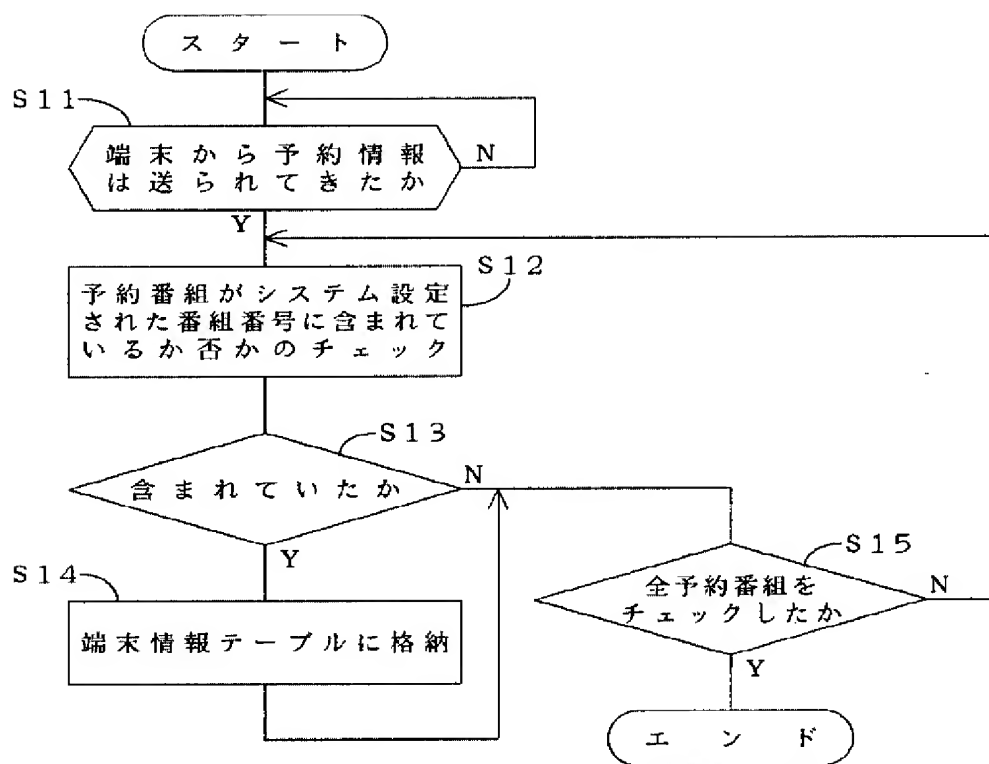 スタート
S11
端末から予約情報
は送られてきたか
N
Y
S12
予約番組がシステム設定
された番組番号に含まれて
いるか否かのチェック
S13
含まれていたか
N
Y
S14
端末情報テーブルに格納
S15
全予約番組を
チェックしたか
N
Y
エンド